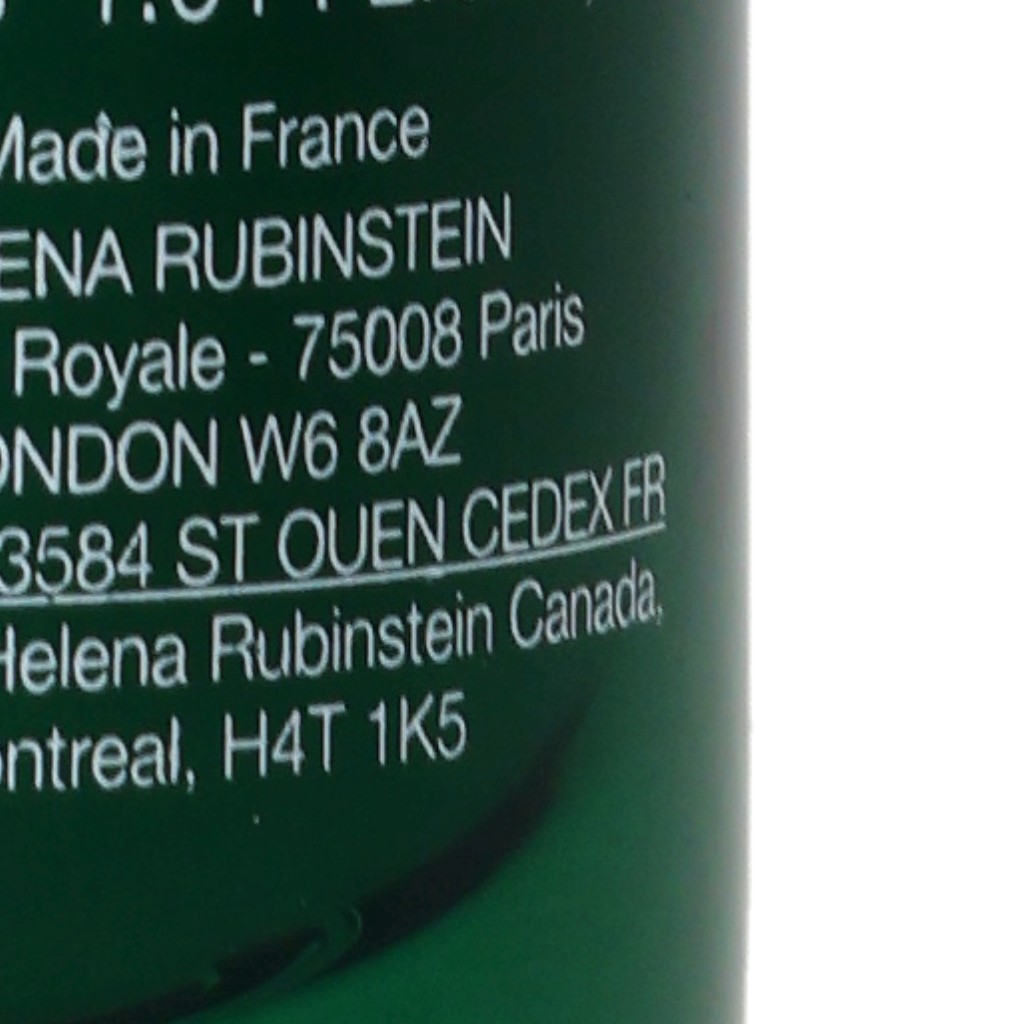 Made in France
ENA RUBINSTEIN
Royale - 75008 Paris
ONDON W6 8AZ
3584 ST OUEN CEDEX FR
Helena Rubinstein Canada,
ontreal, H4T 1K5